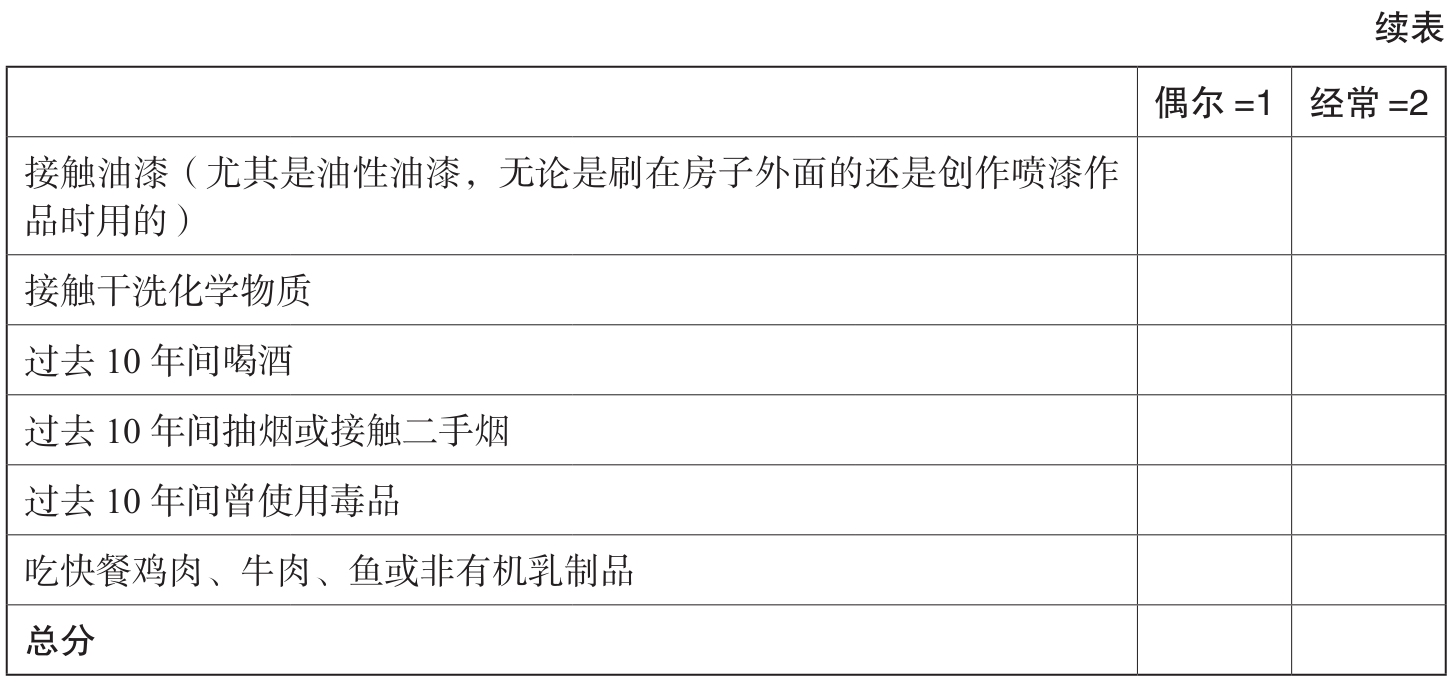 续表
偶尔 =1 经常 =2
接触油漆（尤其是油性油漆，无论是刷在房子外面的还是创作喷漆作
品时用的）
接触干洗化学物质
过去 10 年间喝酒
过去 10 年间抽烟或接触二手烟
过去 10 年间曾使用毒品
吃快餐鸡肉、牛肉、鱼或非有机乳制品
总分